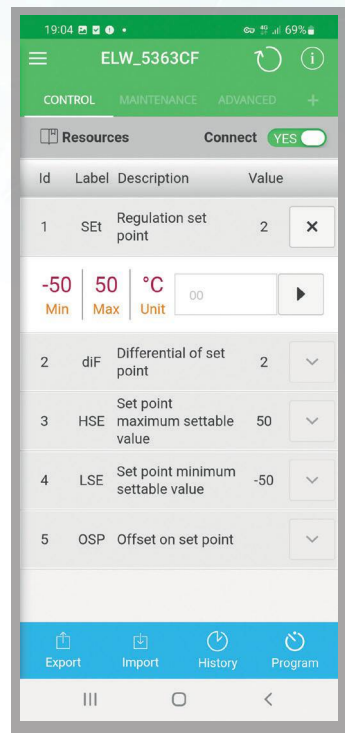 19:04 69%
ELW_5363CF
CONTROL MAINTENANCE ADVANCED +
Resources Connect YES
Id Label Description Value
1 SEt Regulation set point 2
-50 50 °C 00
Min Max Unit
2 diF Differential of set point 2
3 HSE Set point maximum settable value 50
4 LSE Set point minimum settable value -50
5 OSP Offset on set point
Export Import History Program